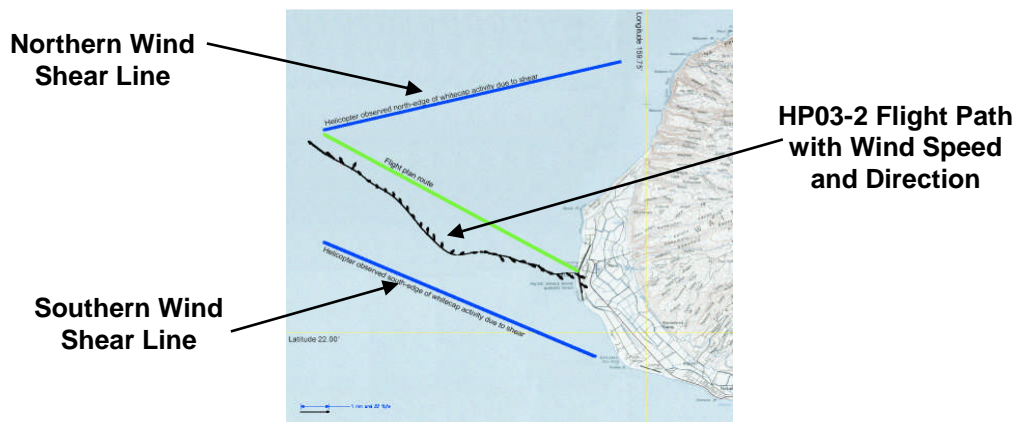 Northern Wind
Shear Line
Longitude 159.75'
Helicopter observed north-edge of whitecap activity due to shear
HP03-2 Flight Path
with Wind Speed
and Direction
Flight plan route
Helicopter observed south-edge of whitecap activity due to shear
Southern Wind
Shear Line
Latitude 22.00'